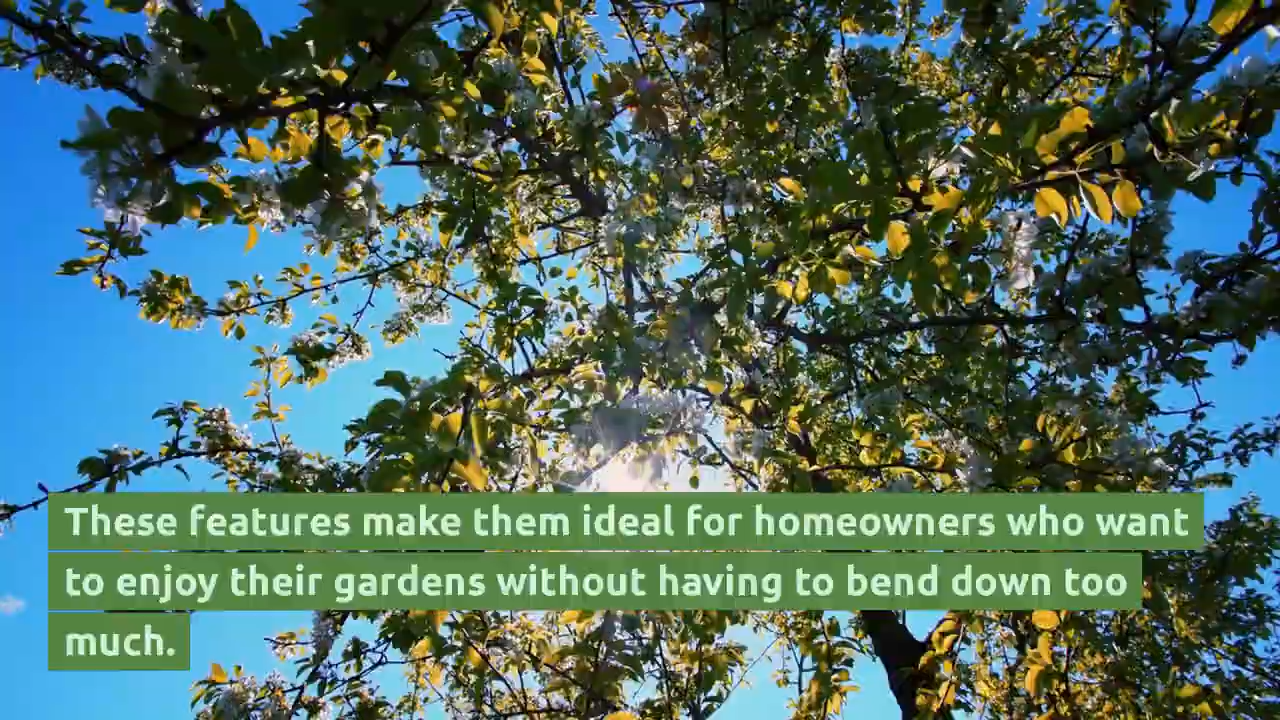 These features make them ideal for homeowners who want
to enjoy their gardens without having to bend down too
much.